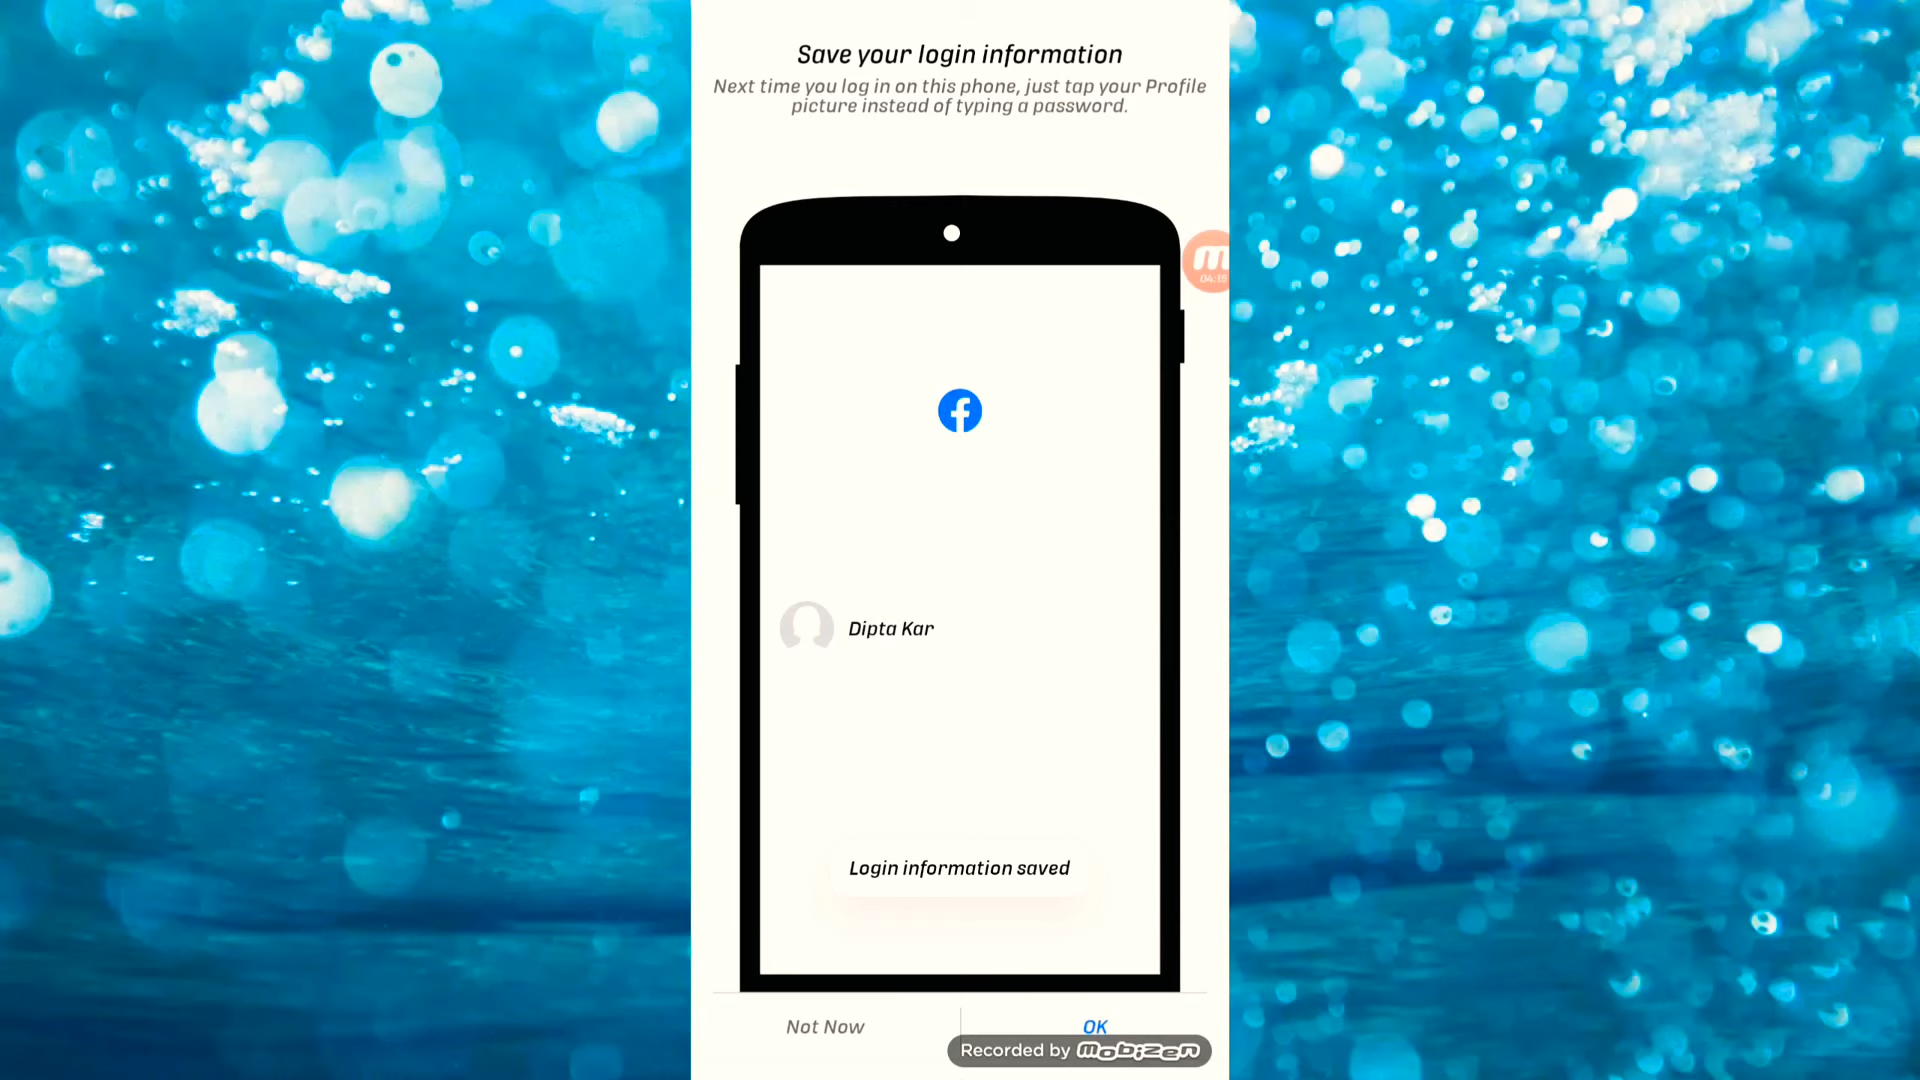 Save your login information
Next time you log in on this phone, just tap your Profile
picture instead of typing a password.
m
Dipta Kar
Login information saved
Not Now
OK
Recorded by mobizen